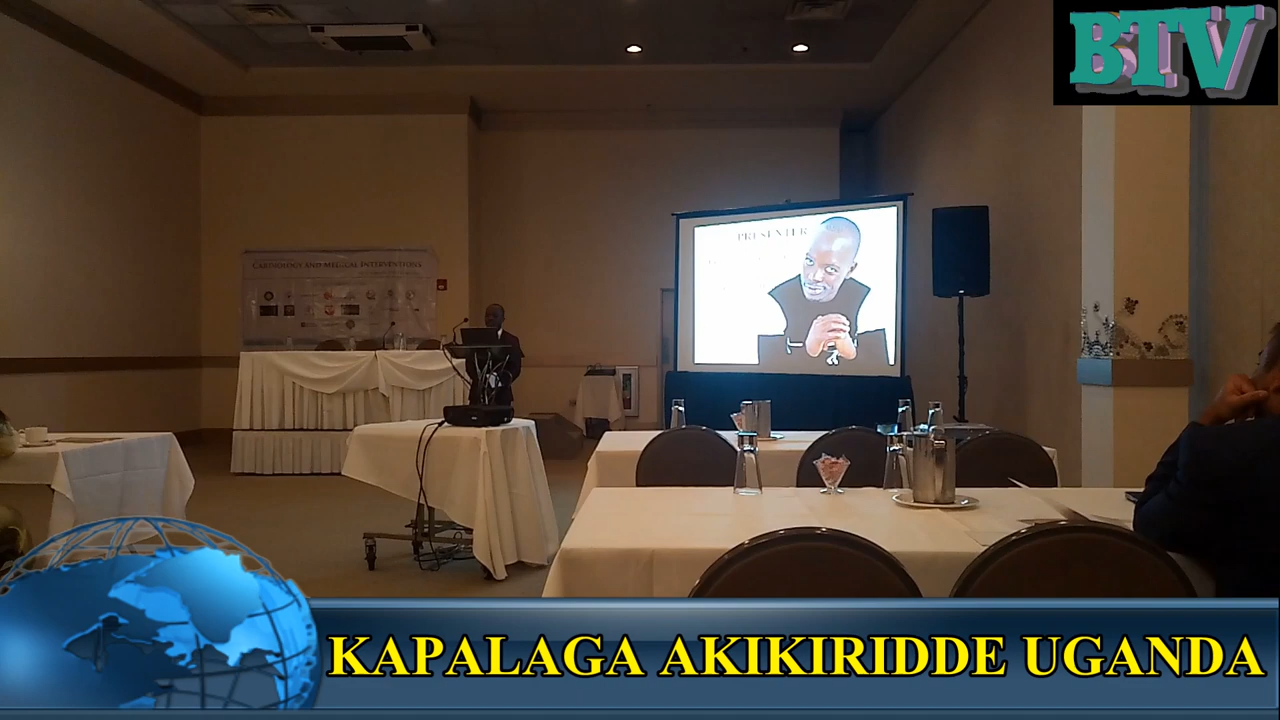 BTV
PRESENTER
CARDIOLOGY AND MEDICAL INTERVENTIONS
KAPALAGA AKIKIRIDDE UGANDA